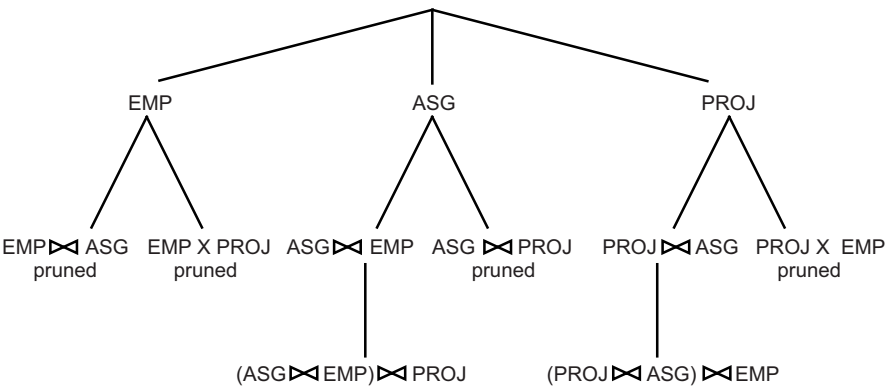 EMP ASG PROJ
EMP⋈ ASG EMP X PROJ ASG⋈ EMP ASG ⋈PROJ PROJ⋈ASG PROJ X EMP
pruned pruned pruned pruned
(ASG⋈EMP)⋈ PROJ (PROJ⋈ ASG) ⋈EMP